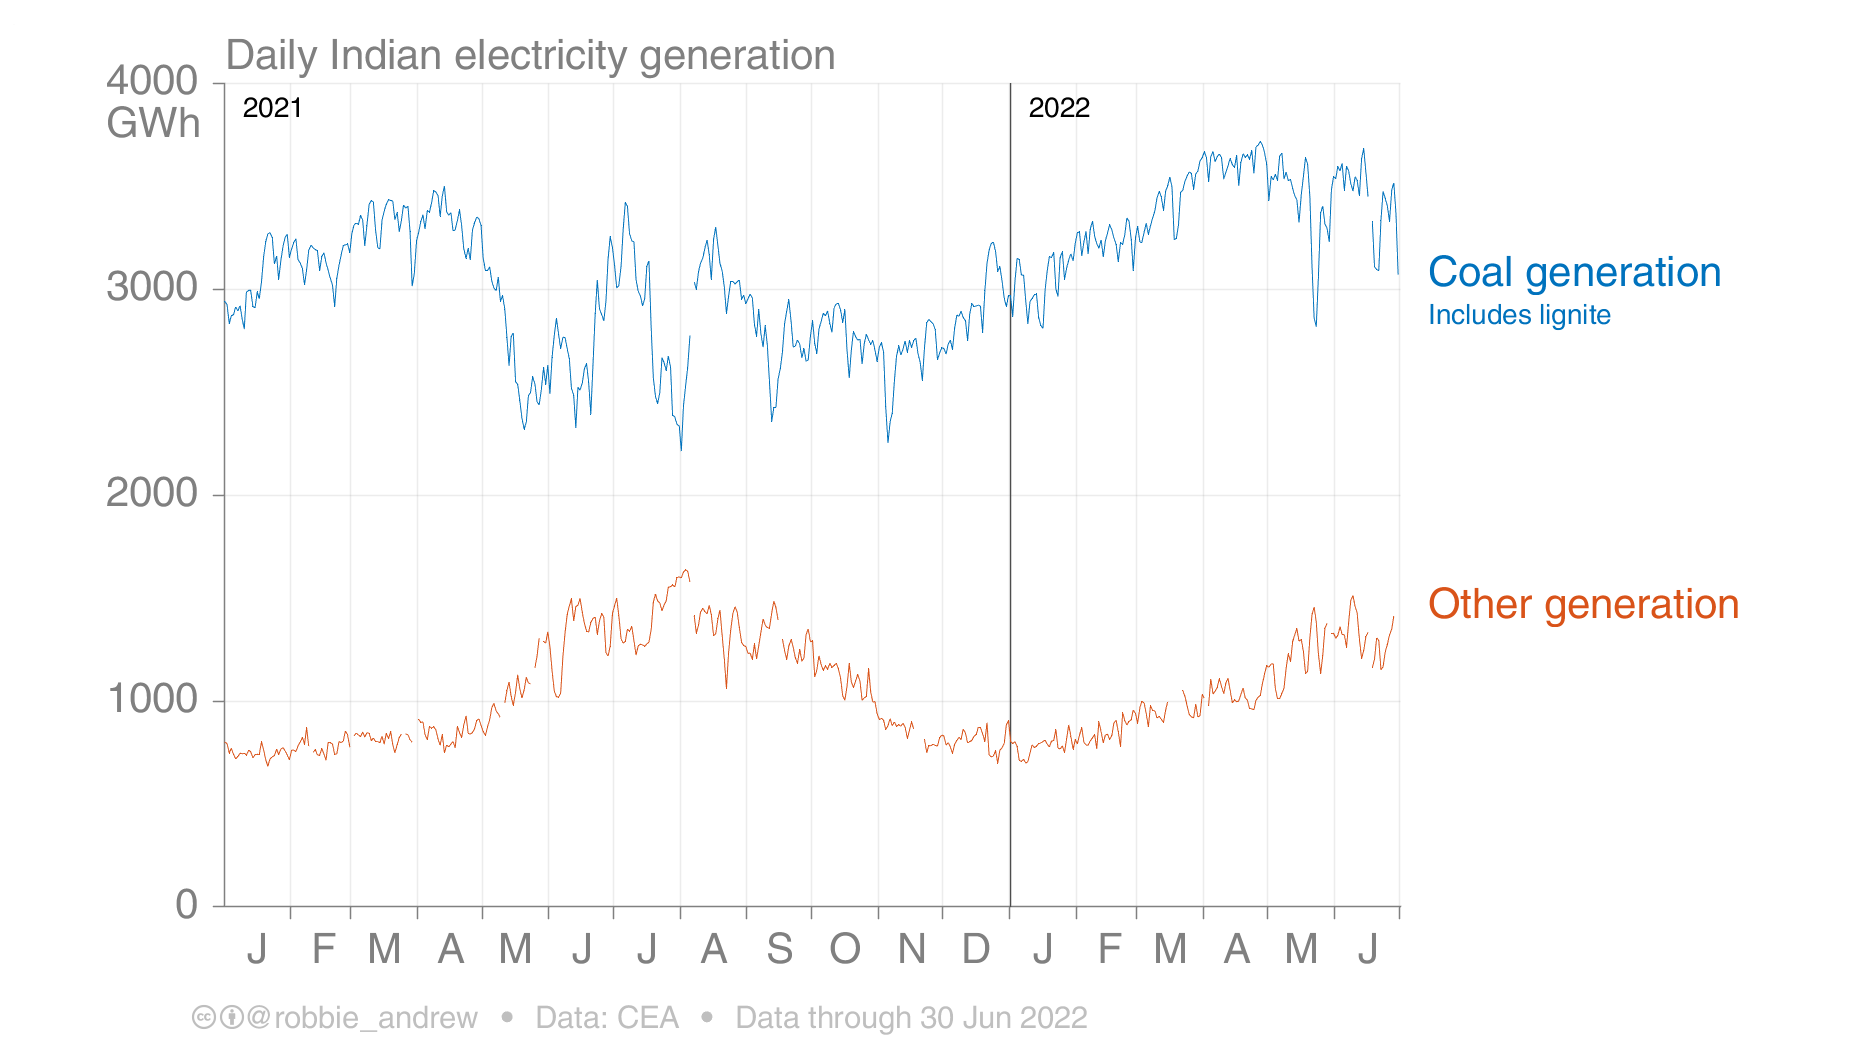 Daily Indian electricity generation
4000
GWh
2021
2022
3000
2000
1000
0
Coal generation
Includes lignite
Other generation
J F M A M J J A S O N D J F M A M J
@robbie_andrew • Data: CEA • Data through 30 Jun 2022